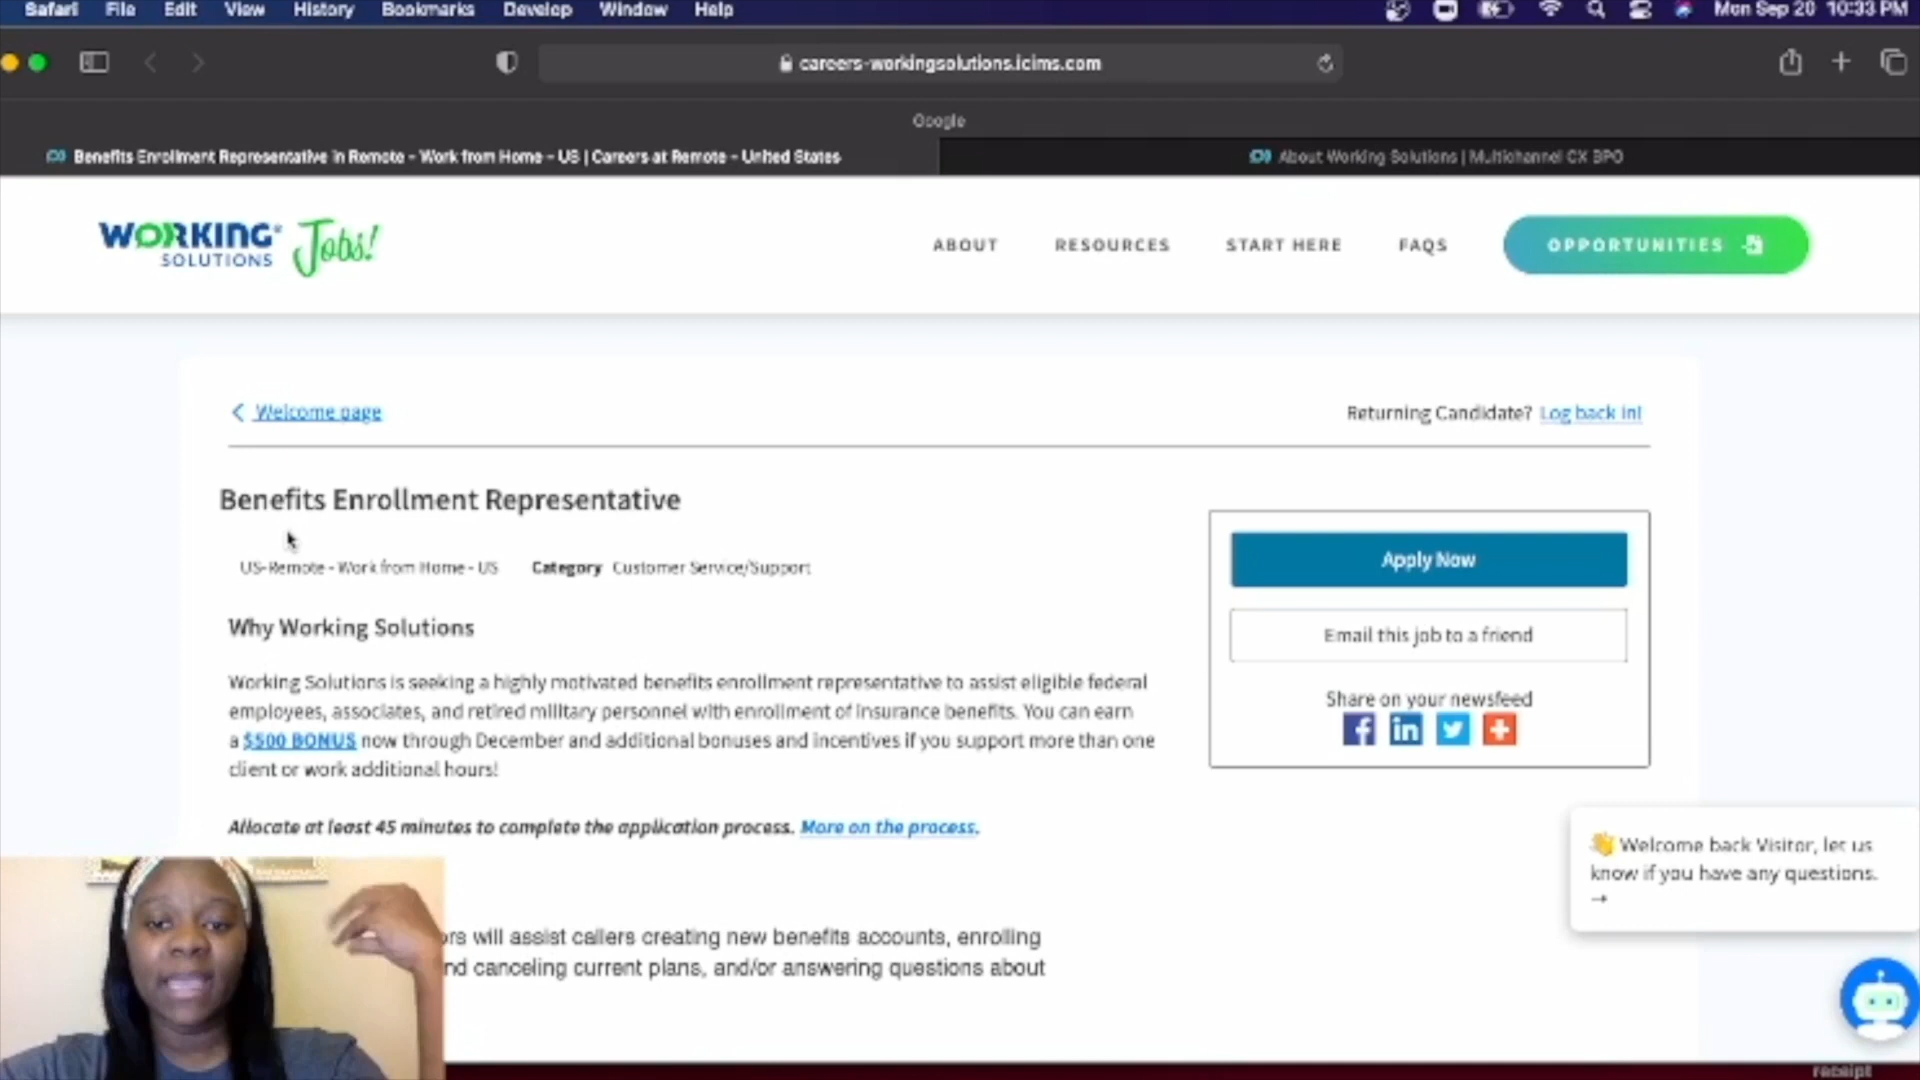 Safari File Edit View History Bookmarks Develop Window Help Mon Sep 20 10:33 PM
careers-workingsolutions.icims.com
Google
Benefits Enrollment Representative in Remote - Work from Home - US | Careers at Remote - United States
About Working Solutions | Multichannel CX BPO
WORKING SOLUTIONS Jobs!
ABOUT RESOURCES START HERE FAQS OPPORTUNITIES
Welcome page
Returning Candidate? Log back in!
Benefits Enrollment Representative
US-Remote - Work from Home - US Category Customer Service/Support
Apply Now
Email this job to a friend
Share on your newsfeed
Why Working Solutions
Working Solutions is seeking a highly motivated benefits enrollment representative to assist eligible federal
employees, associates, and retired military personnel with enrollment of insurance benefits. You can earn
a $500 BONUS now through December and additional bonuses and incentives if you support more than one
client or work additional hours!
Allocate at least 45 minutes to complete the application process. More on the process.
👋 Welcome back Visitor, let us
know if you have any questions.
→
ors will assist callers creating new benefits accounts, enrolling
nd canceling current plans, and/or answering questions about
receipt